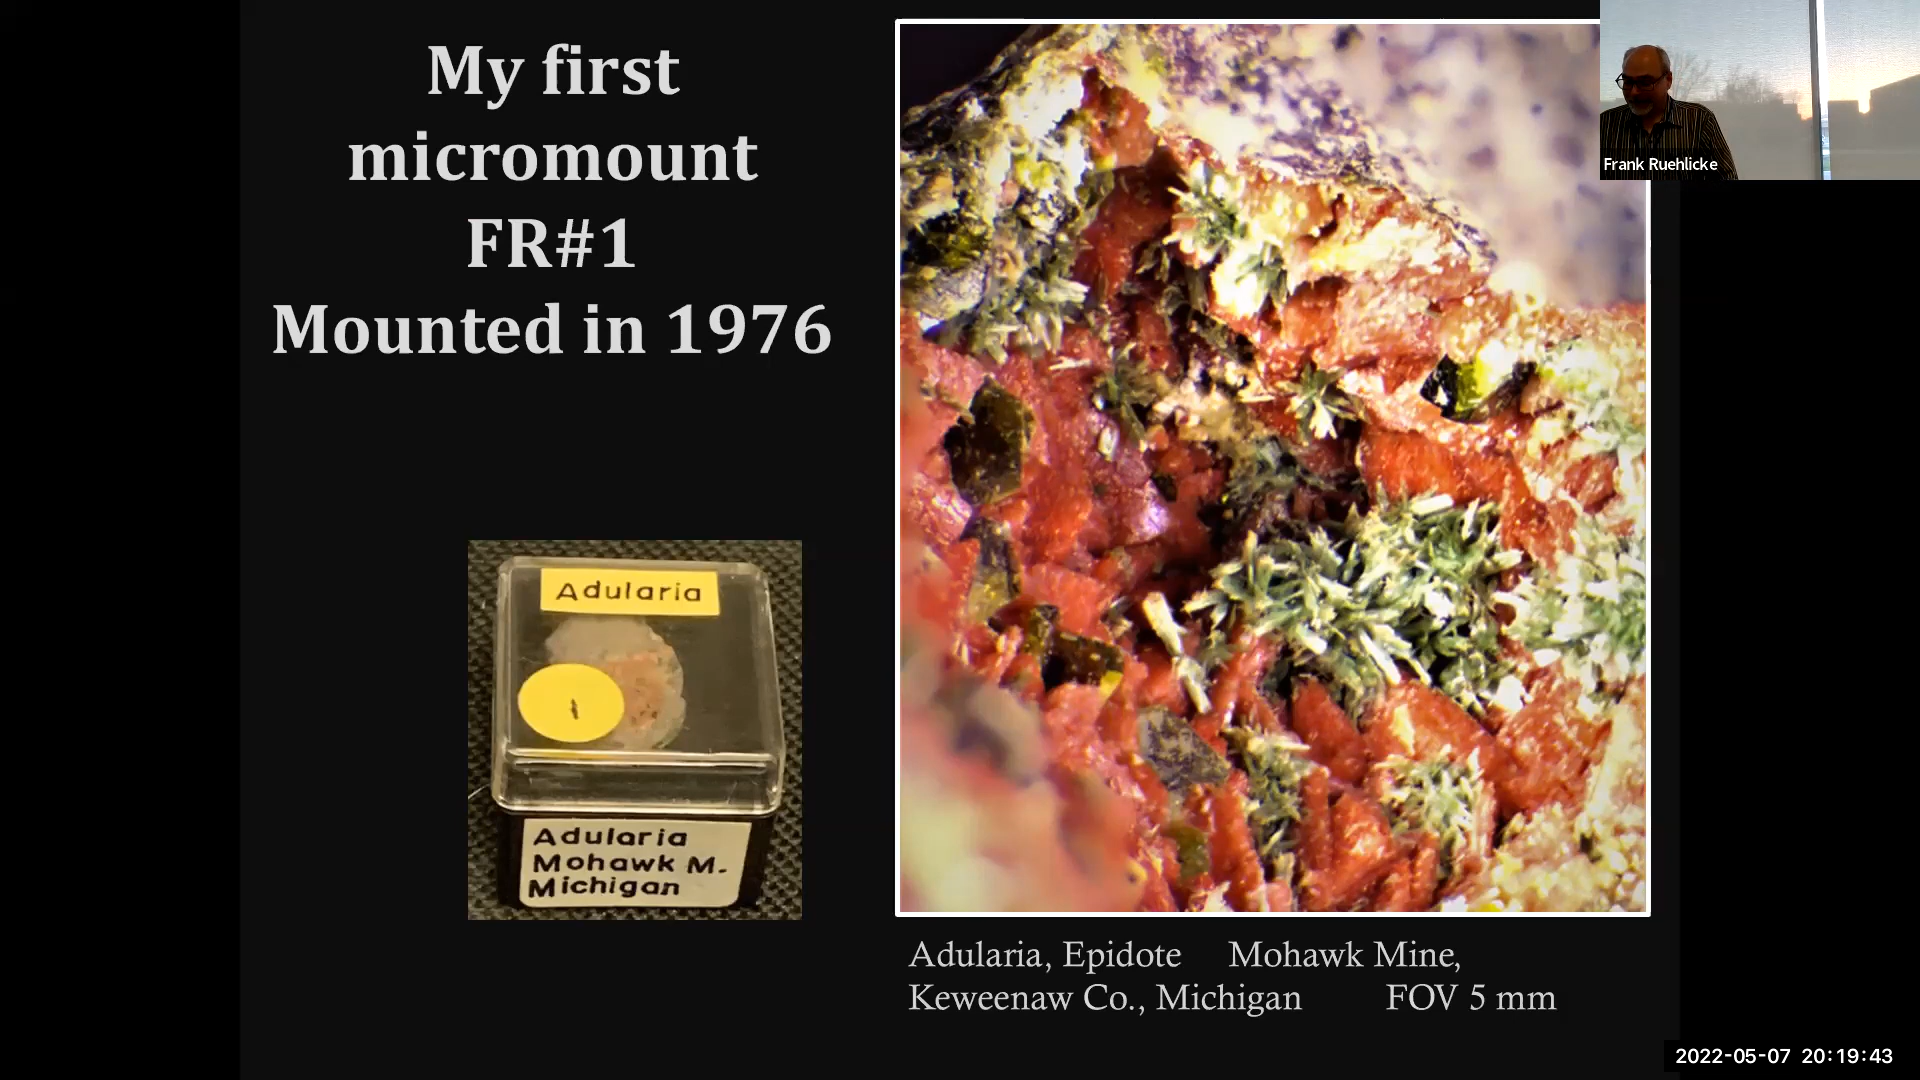 My first
micromount
FR#1
Mounted in 1976
Frank Ruehlicke
Adularia
1
Adularia
Mohawk M.
Michigan
Adularia, Epidote Mohawk Mine,
Keweenaw Co., Michigan FOV 5 mm
2022-05-07 20:19:43